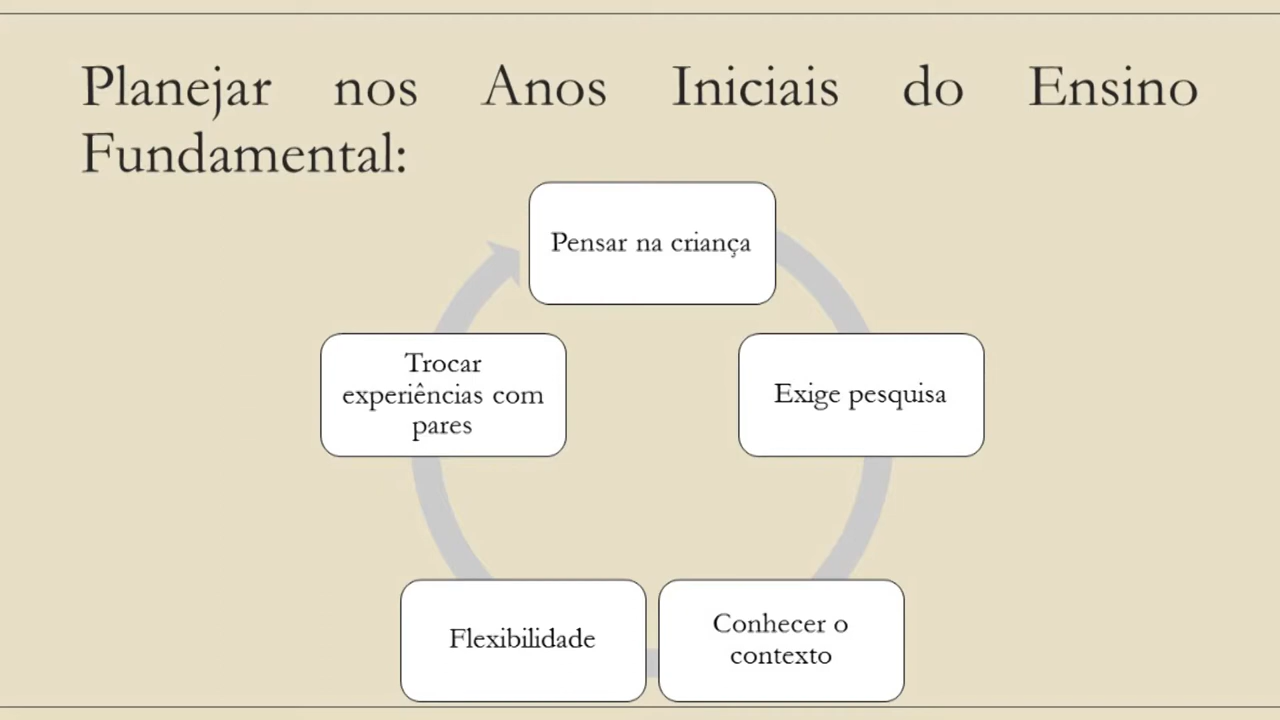 Planejar nos Anos Iniciais do Ensino
Fundamental:
Pensar na criança
Exige pesquisa
Conhecer o
contexto
Flexibilidade
Trocar
experiências com
pares